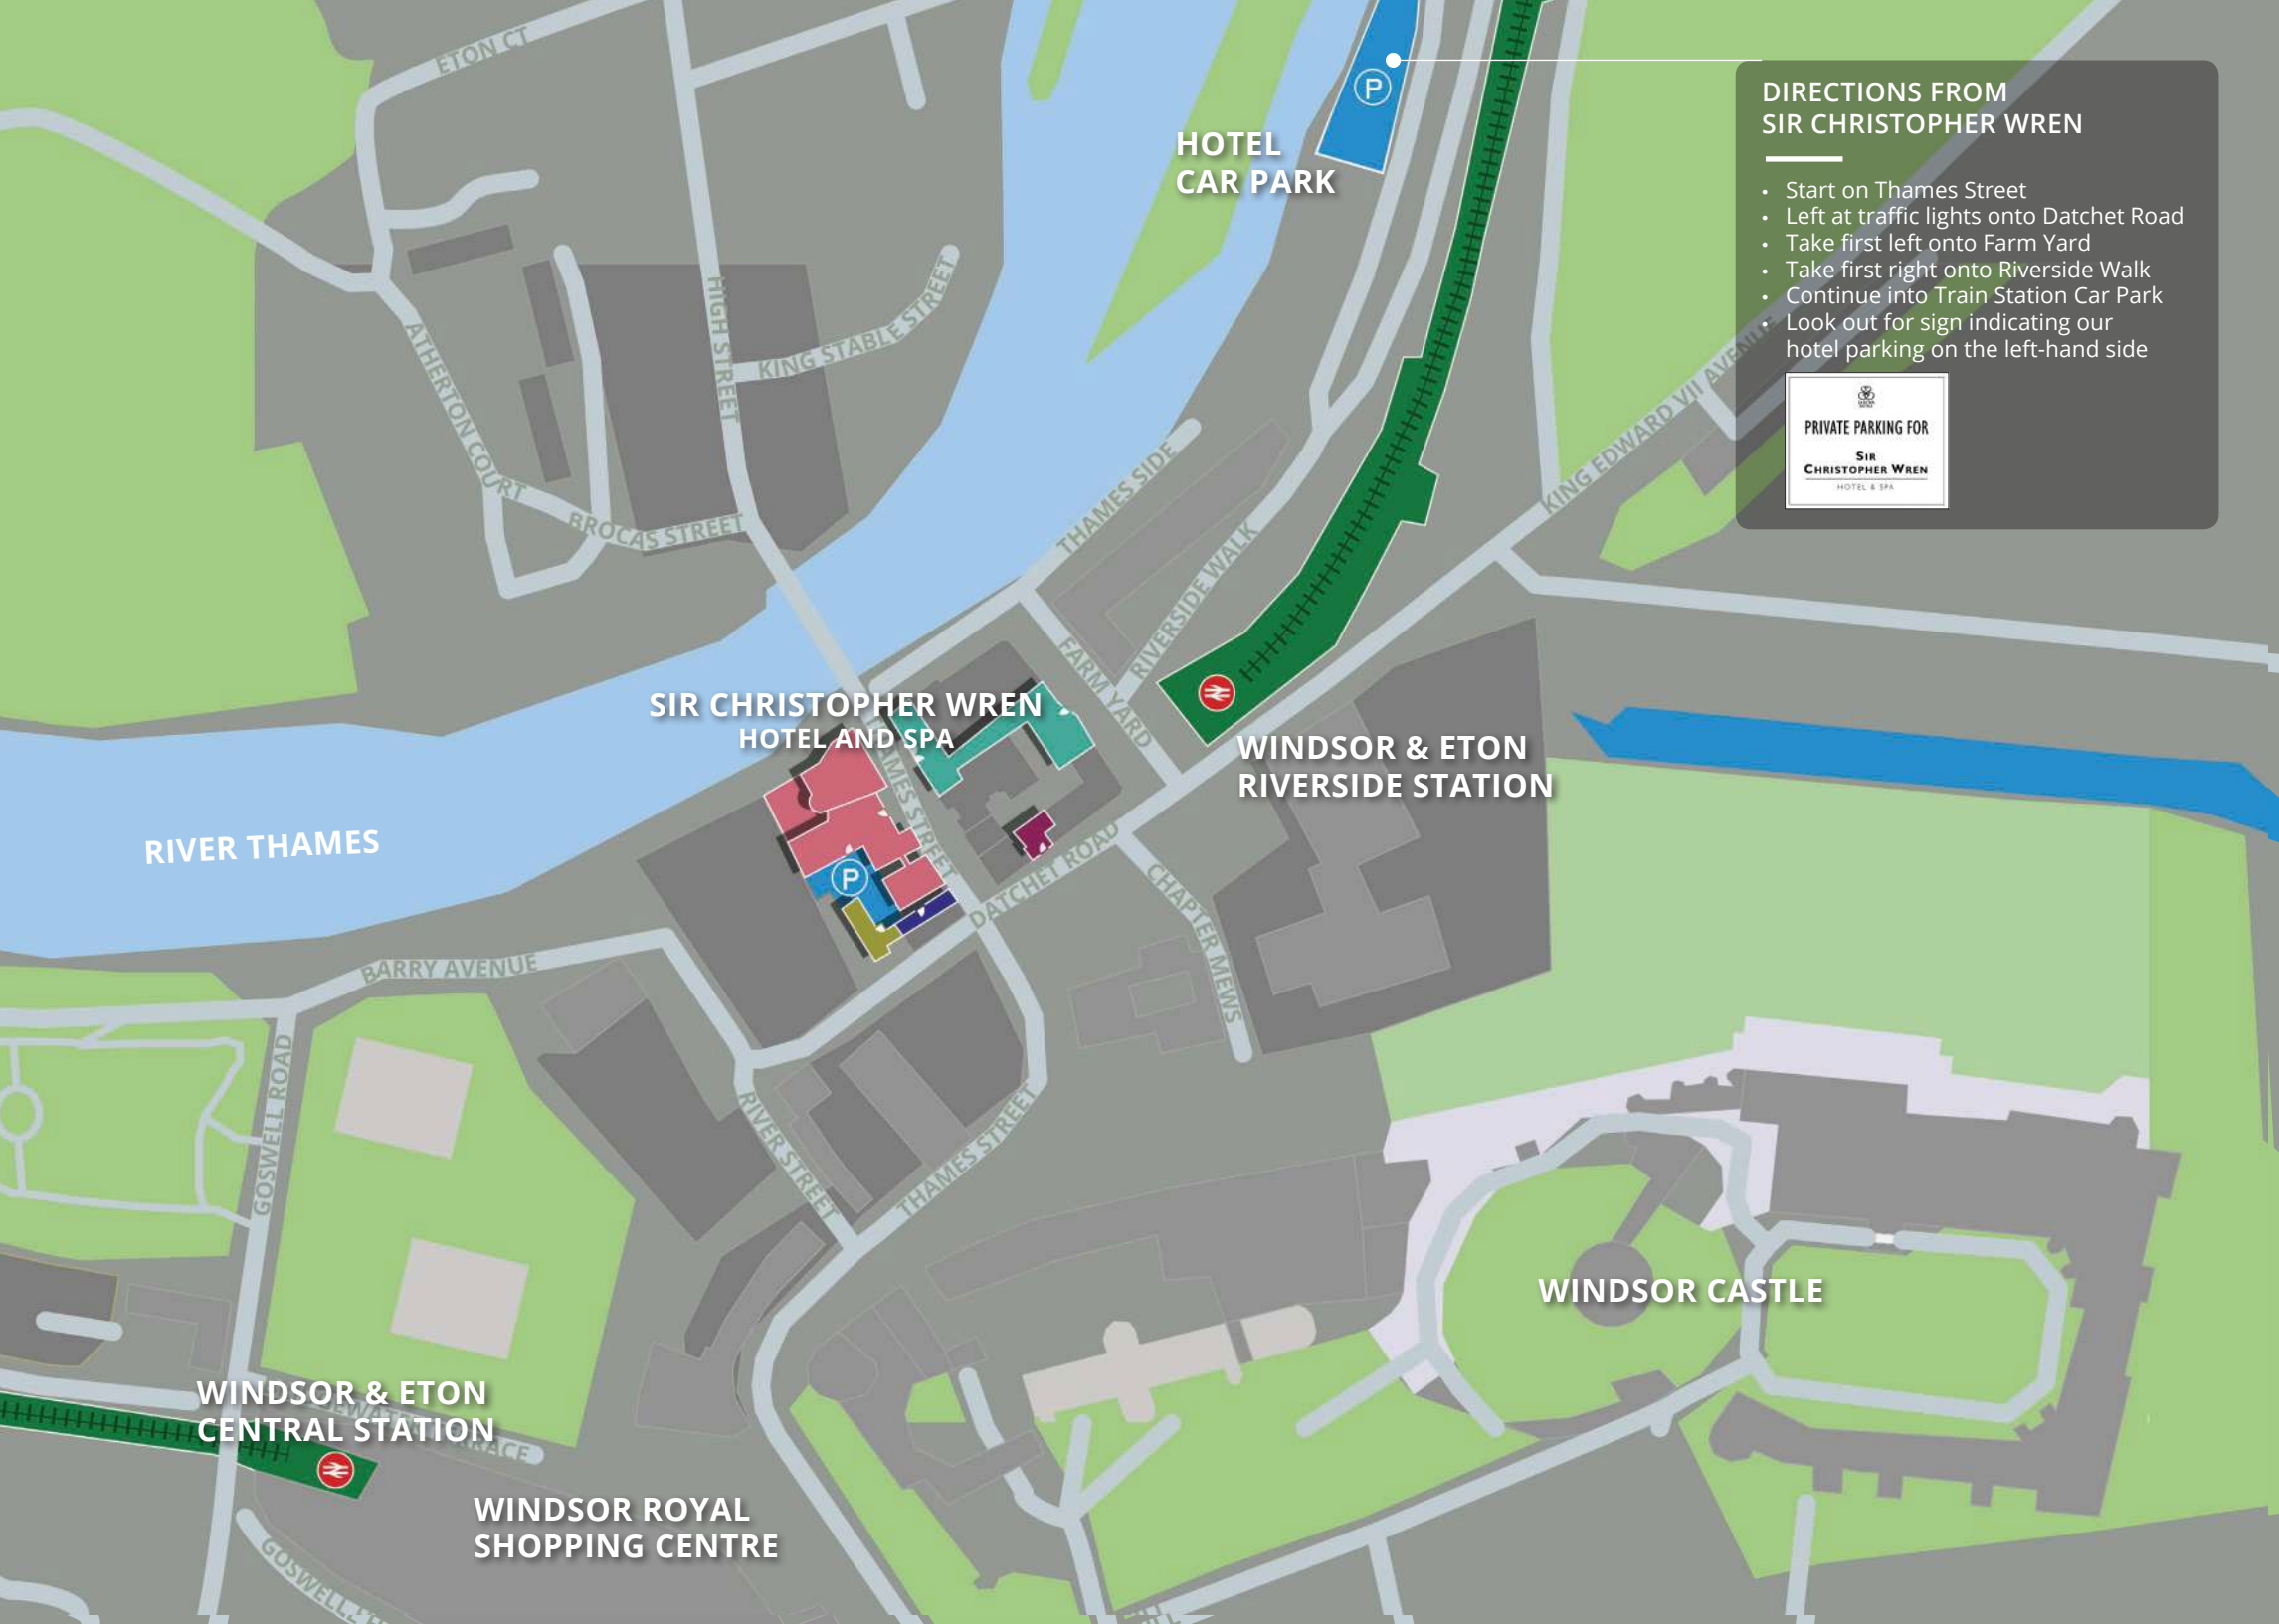 ETON CT
HOTEL
CAR PARK
P
DIRECTIONS FROM
SIR CHRISTOPHER WREN
• Start on Thames Street
• Left at traffic lights onto Datchet Road
• Take first left onto Farm Yard
• Take first right onto Riverside Walk
• Continue into Train Station Car Park
• Look out for sign indicating our
hotel parking on the left-hand side
PRIVATE PARKING FOR
SIR
CHRISTOPHER WREN
HOTEL & SPA
HIGH STREET
KING STABLE STREET
ATHERTON COURT
BROCAS STREET
THAMES SIDE
RIVERSIDE WALK
KING EDWARD VII AVENUE
FARM YARD
SIR CHRISTOPHER WREN
HOTEL AND SPA
THAMES STREET
WINDSOR & ETON
RIVERSIDE STATION
RIVER THAMES
P
DATCHET ROAD
CHAPTER MEWS
BARRY AVENUE
GOSWELL ROAD
RIVER STREET
THAMES STREET
WINDSOR CASTLE
WINDSOR & ETON
CENTRAL STATION
WINDSOR ROYAL
SHOPPING CENTRE
GOSWELL